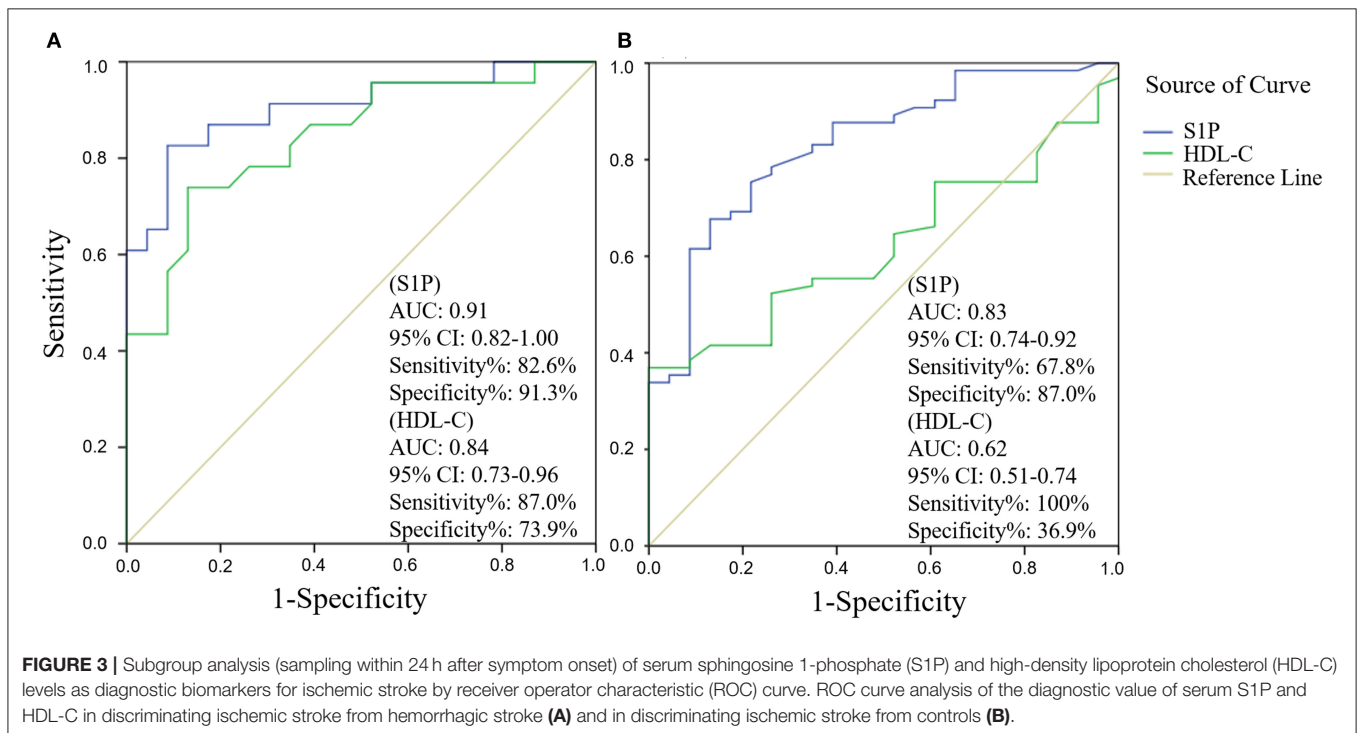 A
B
1.0
0.8
0.6
0.4
0.2
0.0
Sensitivity
0.0 0.2 0.4 0.6 0.8 1.0
1-Specificity
(S1P)
AUC: 0.91
95% CI: 0.82-1.00
Sensitivity%: 82.6%
Specificity%: 91.3%
(HDL-C)
AUC: 0.84
95% CI: 0.73-0.96
Sensitivity%: 87.0%
Specificity%: 73.9%
1.0
0.8
0.6
0.4
0.2
0.0
0.0 0.2 0.4 0.6 0.8 1.0
1-Specificity
(S1P)
AUC: 0.83
95% CI: 0.74-0.92
Sensitivity%: 67.8%
Specificity%: 87.0%
(HDL-C)
AUC: 0.62
95% CI: 0.51-0.74
Sensitivity%: 100%
Specificity%: 36.9%
Source of Curve
S1P
HDL-C
Reference Line
FIGURE 3 | Subgroup analysis (sampling within 24 h after symptom onset) of serum sphingosine 1-phosphate (S1P) and high-density lipoprotein cholesterol (HDL-C)
levels as diagnostic biomarkers for ischemic stroke by receiver operator characteristic (ROC) curve. ROC curve analysis of the diagnostic value of serum S1P and
HDL-C in discriminating ischemic stroke from hemorrhagic stroke (A) and in discriminating ischemic stroke from controls (B).